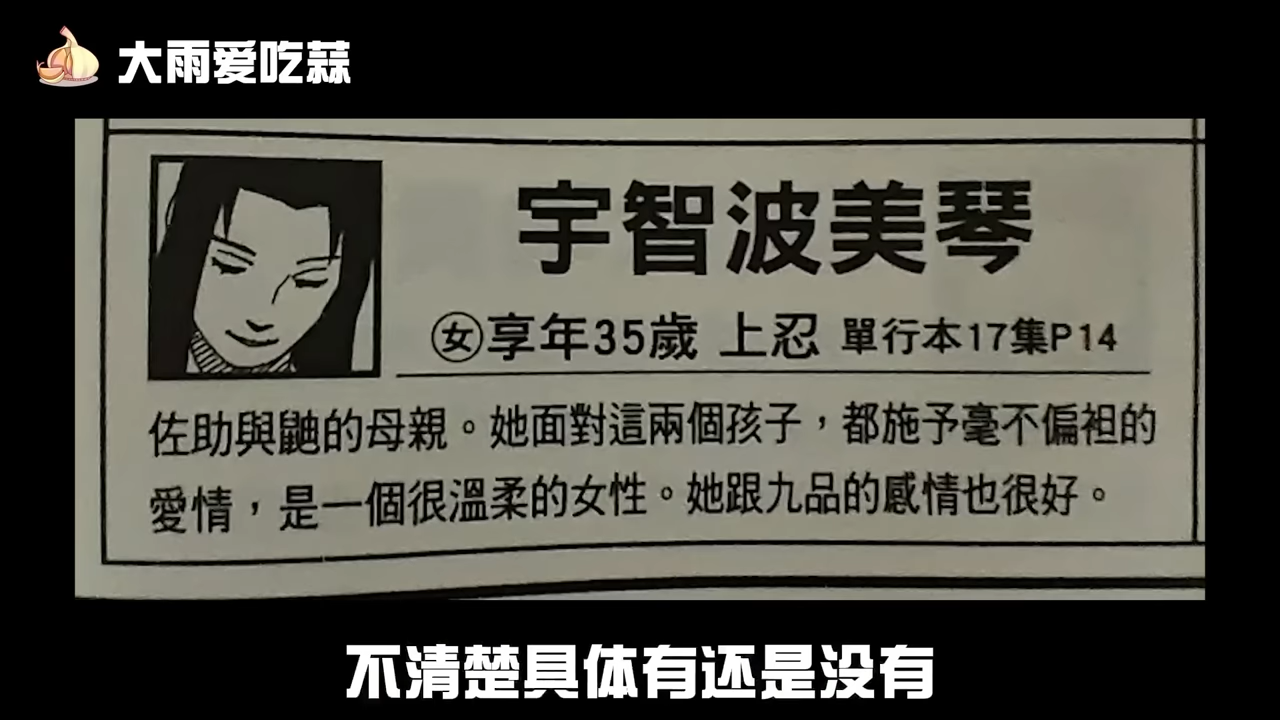 大雨爱吃蒜
宇智波美琴
女享年35歲 上忍 單行本17集P14
佐助與鼬的母親。她面對這兩個孩子，都施予毫不偏袒的
愛情，是一個很溫柔的女性。她跟九品的感情也很好。
不清楚具体有还是没有